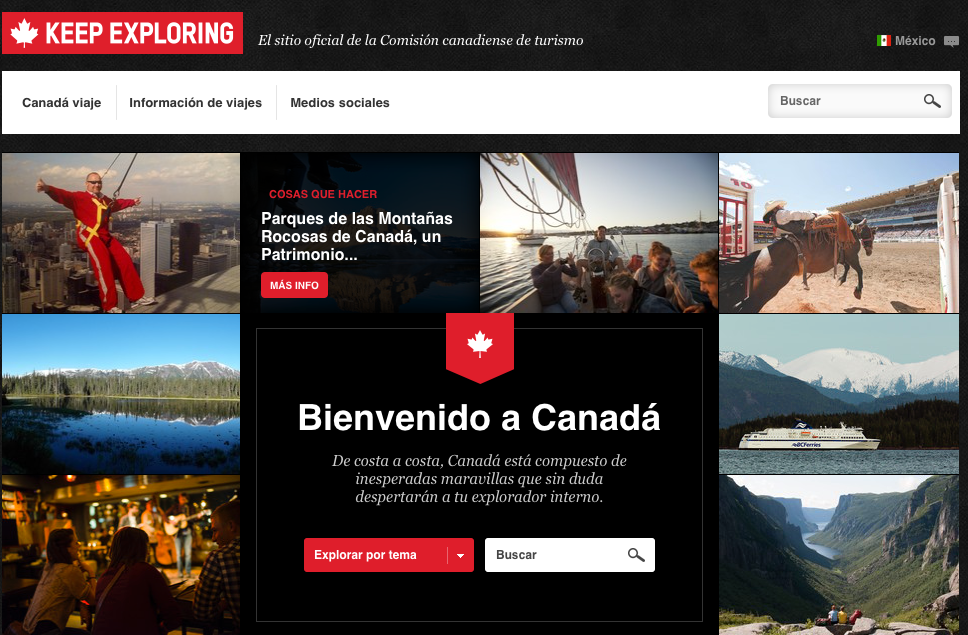 KEEP EXPLORING
El sitio oficial de la Comisión canadiense de turismo
México
Canadá viaje
Información de viajes
Medios sociales
Buscar
COSAS QUE HACER
Parques de las Montañas
Rocosas de Canadá, un
Patrimonio...
MÁS INFO
BCFerries
Bienvenido a Canadá
De costa a costa, Canadá está compuesto de
inesperadas maravillas que sin duda
despertarán a tu explorador interno.
Explorar por tema
Buscar